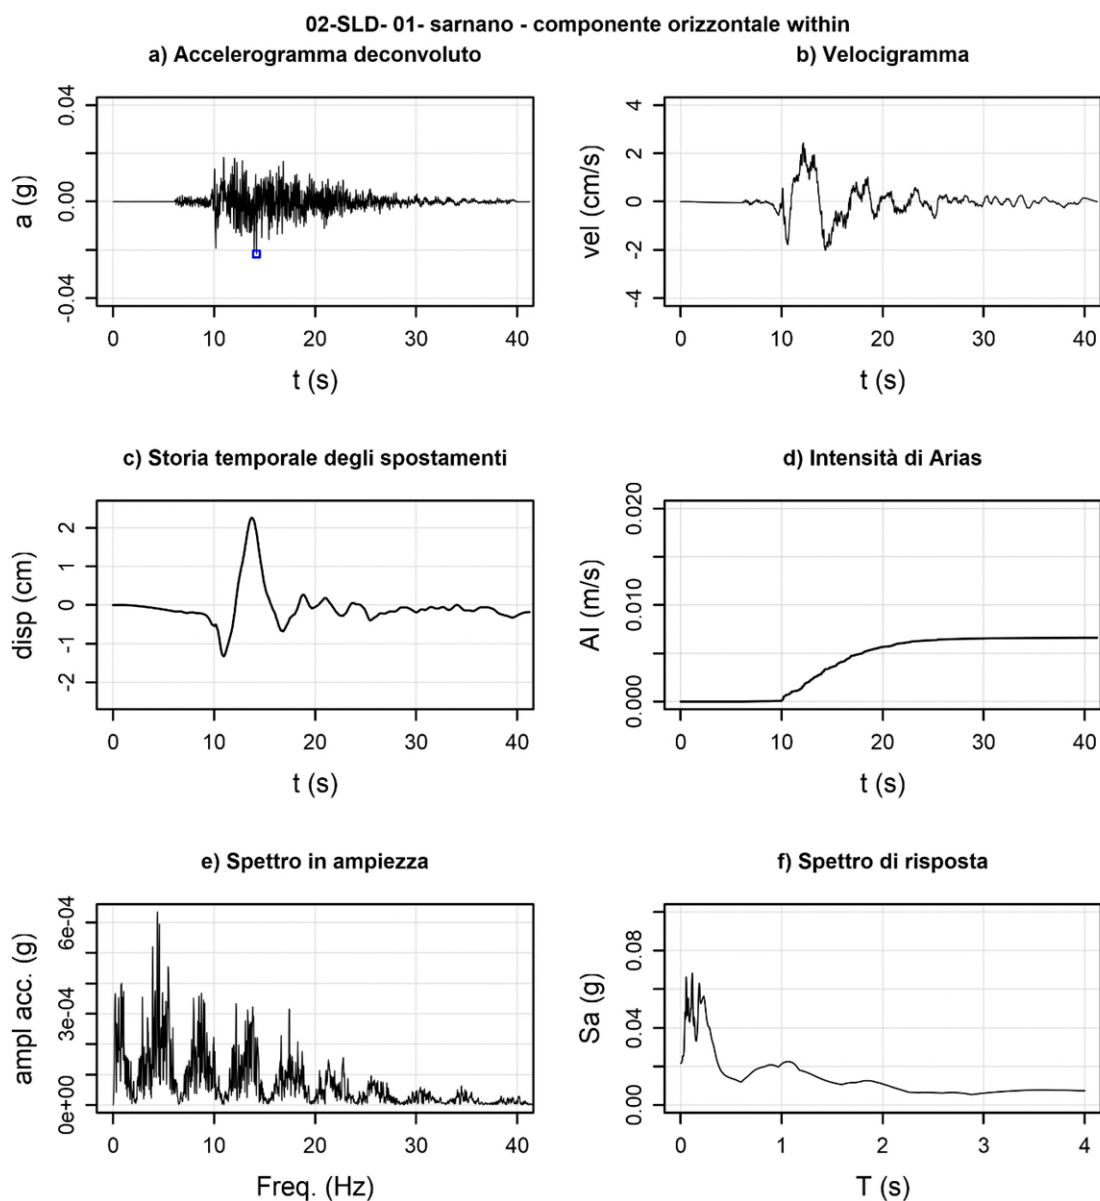 02-SLD- 01- sarnano - componente orizzontale within
a) Accelerogramma deconvoluto
a (g)
0.04
0.00
-0.04
0 10 20 30 40
t (s)
b) Velocigramma
vel (cm/s)
4
2
0
-2
-4
0 10 20 30 40
t (s)
c) Storia temporale degli spostamenti
disp (cm)
2
1
0
-1
-2
0 10 20 30 40
t (s)
d) Intensità di Arias
AI (m/s)
0.020
0.010
0.000
0 10 20 30 40
t (s)
e) Spettro in ampiezza
ampl acc. (g)
6e-04
3e-04
0e+00
0 10 20 30 40
Freq. (Hz)
f) Spettro di risposta
Sa (g)
0.08
0.04
0.00
0 1 2 3 4
T (s)